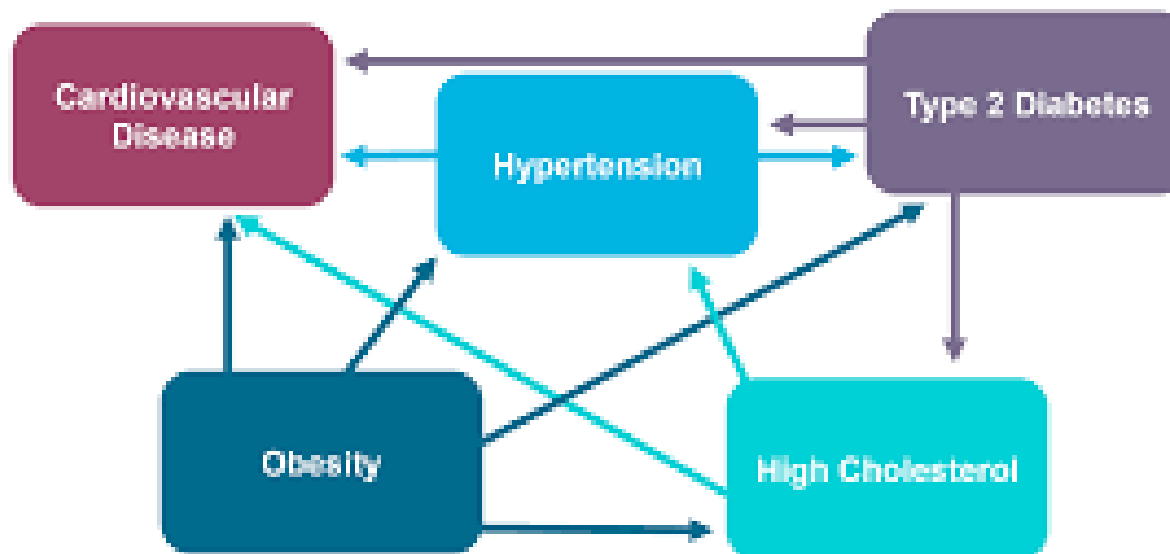 Cardiovascular
Disease
Type 2 Diabetes
Hypertension
Obesity
High Cholesterol